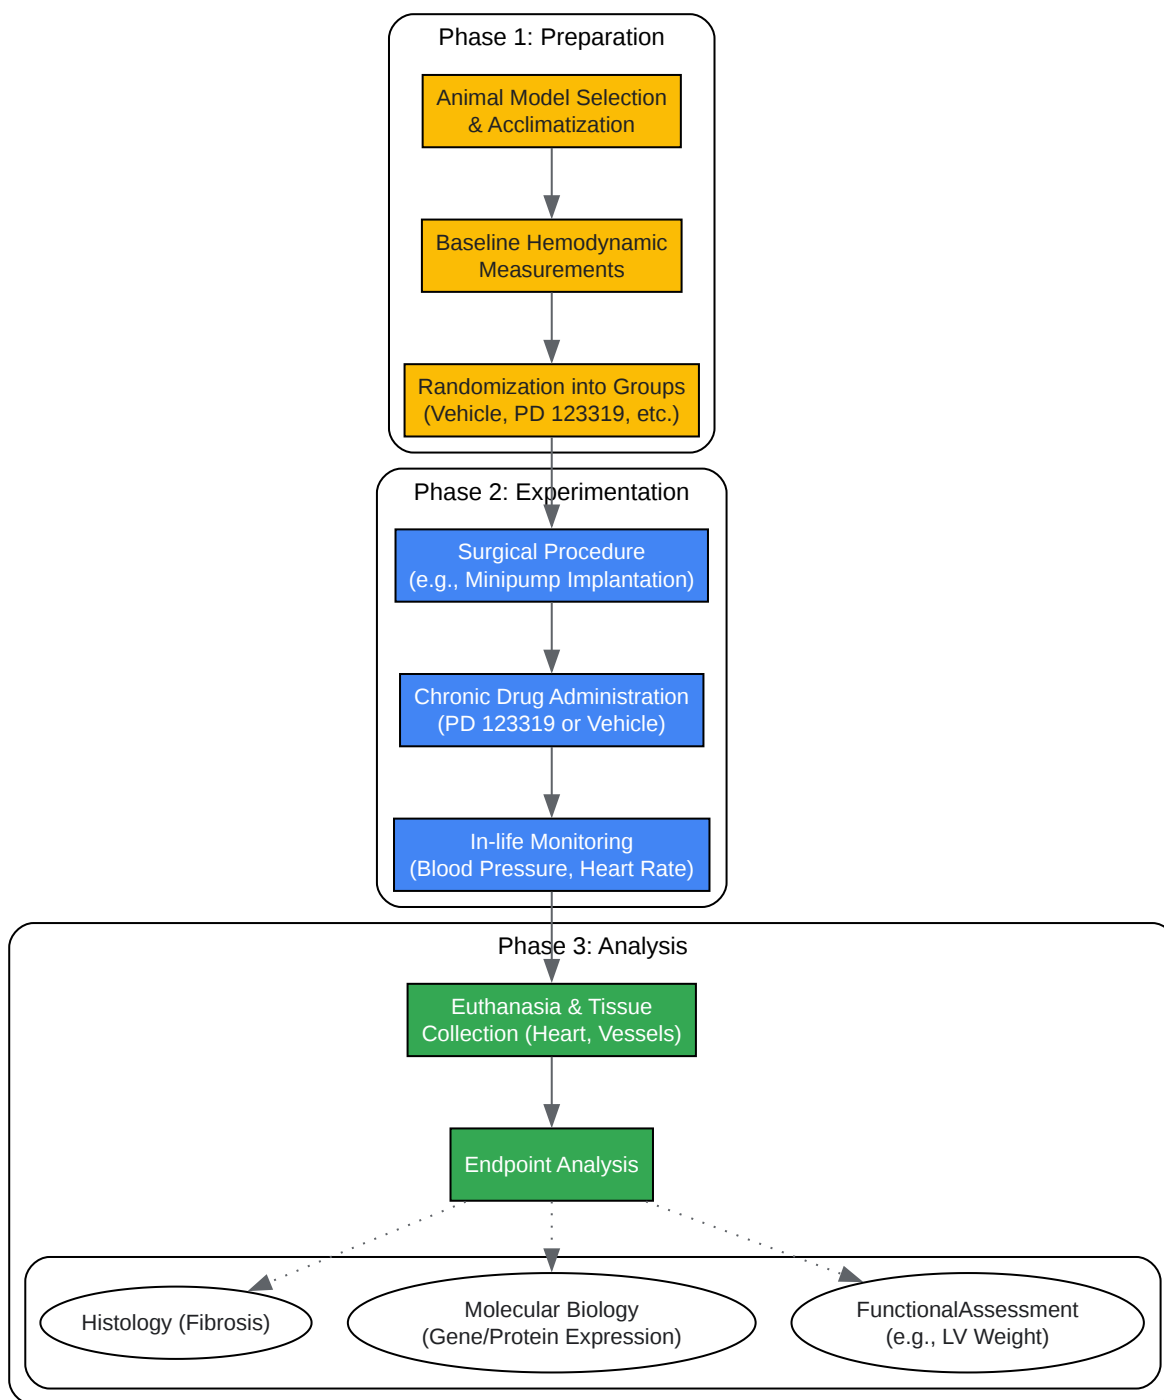 Phase 1: Preparation
Animal Model Selection
& Acclimatization
Baseline Hemodynamic
Measurements
Randomization into Groups
(Vehicle, PD 123319, etc.)
Phase 2: Experimentation
Surgical Procedure
(e.g., Minipump Implantation)
Chronic Drug Administration
(PD 123319 or Vehicle)
In-life Monitoring
(Blood Pressure, Heart Rate)
Phase 3: Analysis
Euthanasia & Tissue
Collection (Heart, Vessels)
Endpoint Analysis
Histology (Fibrosis)
Molecular Biology
(Gene/Protein Expression)
FunctionalAssessment
(e.g., LV Weight)